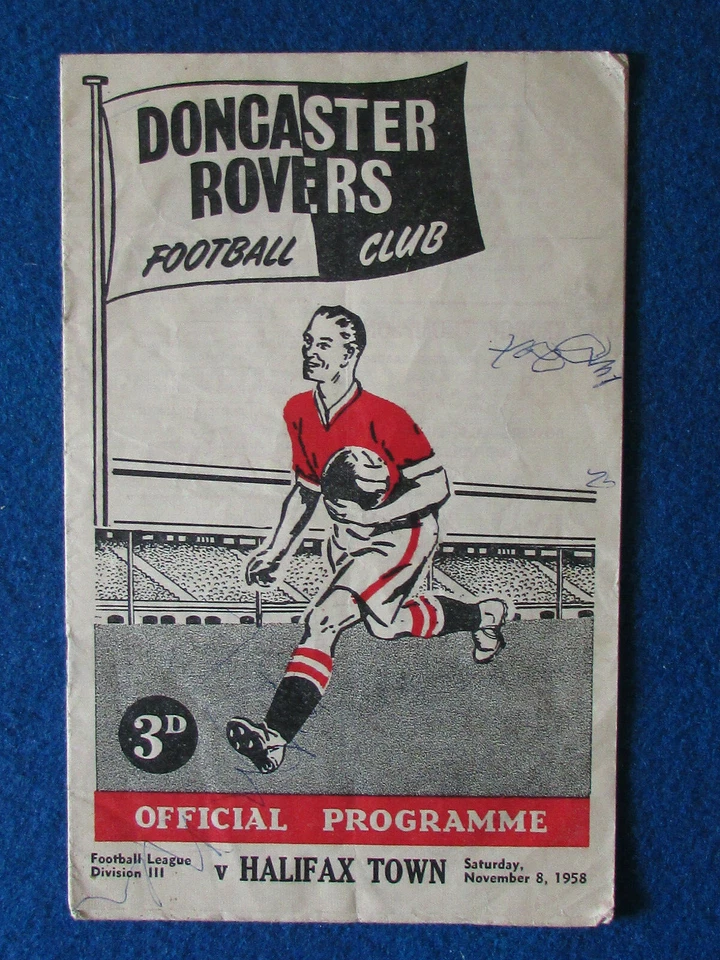 DONCASTER
ROVERS
FOOTBALL CLUB
3D
OFFICIAL PROGRAMME
Football League
Division III
v HALIFAX TOWN
Saturday,
November 8, 1958